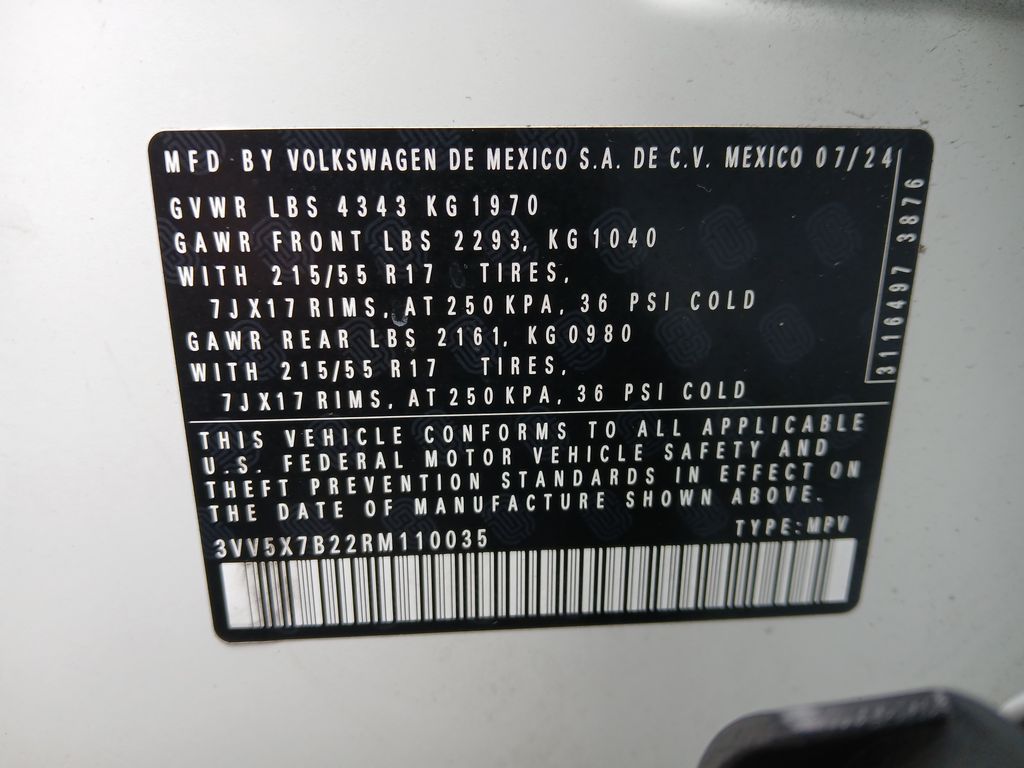 MFD BY VOLKSWAGEN DE MEXICO S.A. DE C.V. MEXICO 07/24
GVWR LBS 4343 KG 1970
GAWR FRONT LBS 2293, KG 1040
WITH 215/55 R17 TIRES,
7JX17 RIMS, AT 250 KPA, 36 PSI COLD
GAWR REAR LBS 2161, KG 0980
WITH 215/55 R17 TIRES,
7JX17 RIMS, AT 250 KPA, 36 PSI COLD
3116497 3876
THIS VEHICLE CONFORMS TO ALL APPLICABLE
U.S. FEDERAL MOTOR VEHICLE SAFETY AND
THEFT PREVENTION STANDARDS IN EFFECT ON
THE DATE OF MANUFACTURE SHOWN ABOVE.
3VV5X7B22RM110035 TYPE: MPV